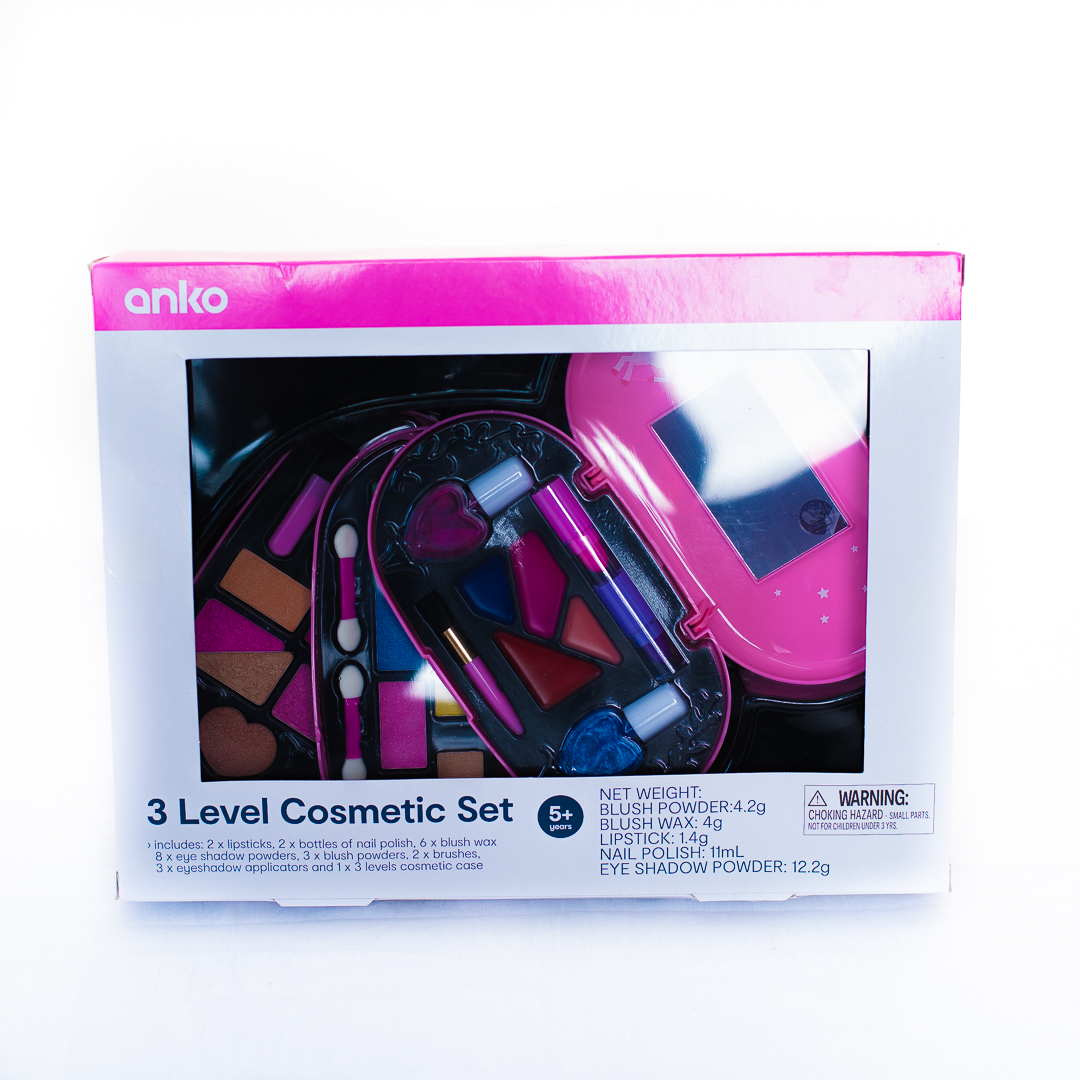 anko
3 Level Cosmetic Set
› includes: 2 x lipsticks, 2 x bottles of nail polish, 6 x blush wax
8 x eye shadow powders, 3 x blush powders, 2 x brushes,
3 x eyeshadow applicators and 1 x 3 levels cosmetic case
5+
years
NET WEIGHT:
BLUSH POWDER:4.2g
BLUSH WAX: 4g
LIPSTICK: 1.4g
NAIL POLISH: 11mL
EYE SHADOW POWDER: 12.2g
WARNING:
CHOKING HAZARD - SMALL PARTS.
NOT FOR CHILDREN UNDER 3 YRS.